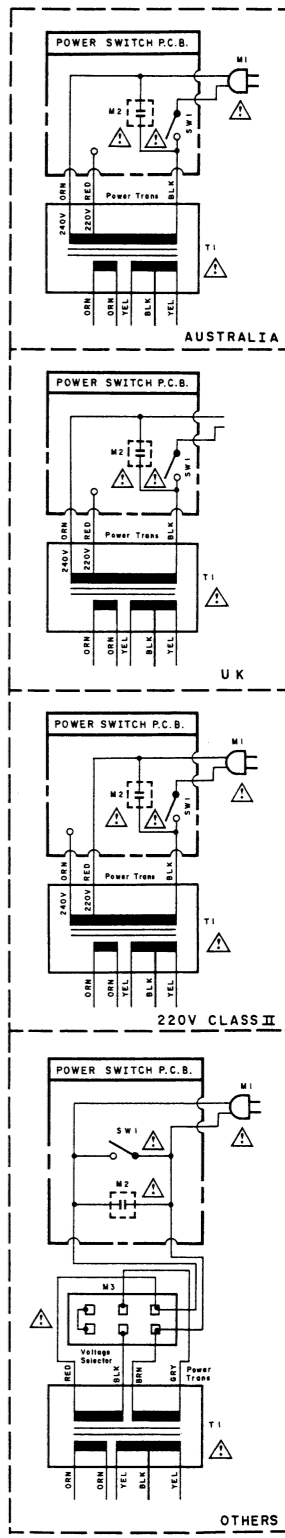 POWER SWITCH P.C.B.
M1
M2
SW1
ORN
RED
BLK
240V
220V
Power Trans
T1
ORN
ORN
YEL
BLK
YEL
AUSTRALIA
POWER SWITCH P.C.B.
M2
SW1
ORN
RED
BLK
240V
220V
Power Trans
T1
ORN
ORN
YEL
BLK
YEL
UK
POWER SWITCH P.C.B.
M1
M2
SW1
ORN
RED
BLK
240V
220V
Power Trans
T1
ORN
ORN
YEL
BLK
YEL
220V CLASS II
POWER SWITCH P.C.B.
M1
SW1
M2
M3
Voltage
Selector
RED
BLK
BRN
GRY
Power
Trans
T1
ORN
ORN
YEL
BLK
YEL
OTHERS